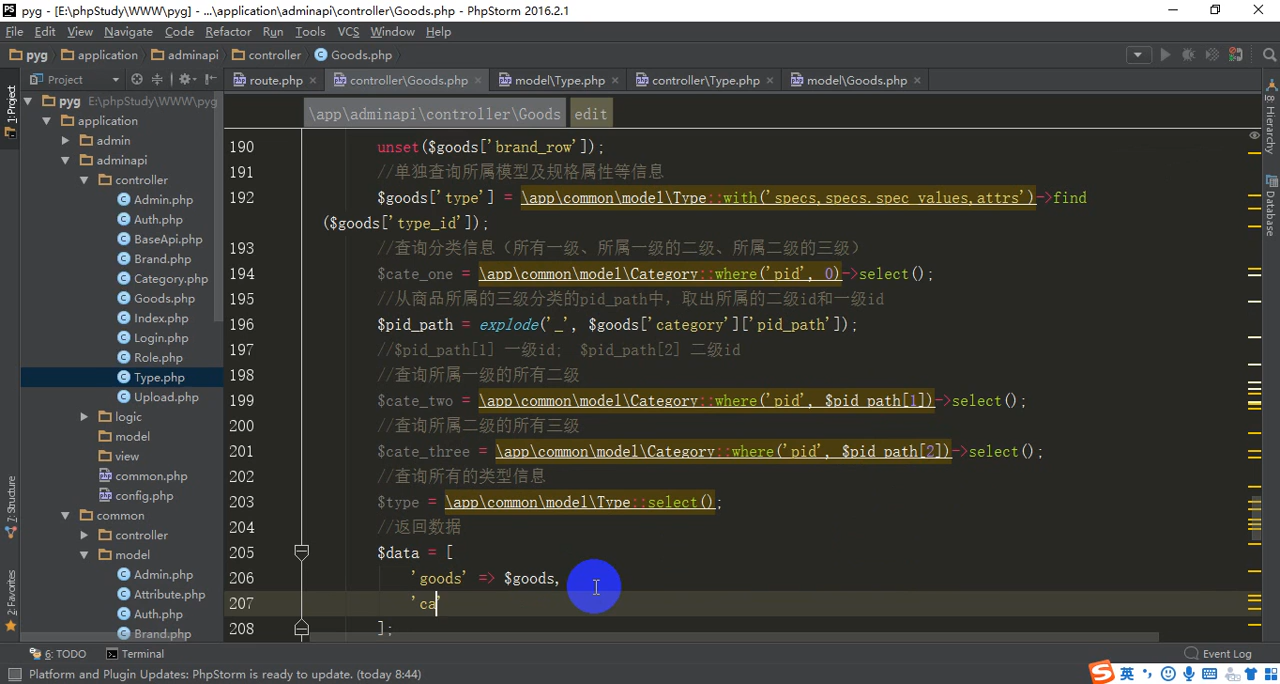 pyg - [E:\phpStudy\WWW\pyg] - ...\application\adminapi\controller\Goods.php - PhpStorm 2016.2.1
File Edit View Navigate Code Refactor Run Tools VCS Window Help
pyg application adminapi controller Goods.php
Project route.php controller\Goods.php model\Type.php controller\Type.php model\Goods.php
1: Project
7: Structure
2: Favorites
Hierarchy
Database
pyg E:\phpStudy\WWW\pyg
application
admin
adminapi
controller
Admin.php
Auth.php
BaseApi.php
Brand.php
Category.php
Goods.php
Index.php
Login.php
Role.php
Type.php
Upload.php
logic
model
view
common.php
config.php
common
controller
model
Admin.php
Attribute.php
Auth.php
Brand.php
\app\adminapi\controller\Goods edit
190 unset($goods['brand_row']);
191 //单独查询所属模型及规格属性等信息
192 $goods['type'] = \app\common\model\Type::with('specs,specs.spec_values,attrs')->find
($goods['type_id']);
193 //查询分类信息（所有一级、所属一级的二级、所属二级的三级）
194 $cate_one = \app\common\model\Category::where('pid', 0)->select();
195 //从商品所属的三级分类的pid_path中，取出所属的二级id和一级id
196 $pid_path = explode('_', $goods['category']['pid_path']);
197 //$pid_path[1] 一级id； $pid_path[2] 二级id
198 //查询所属一级的所有二级
199 $cate_two = \app\common\model\Category::where('pid', $pid_path[1])->select();
200 //查询所属二级的所有三级
201 $cate_three = \app\common\model\Category::where('pid', $pid_path[2])->select();
202 //查询所有的类型信息
203 $type = \app\common\model\Type::select();
204 //返回数据
205 $data = [
206 'goods' => $goods,
207 'ca'
208 ];
6: TODO Terminal Event Log
Platform and Plugin Updates: PhpStorm is ready to update. (today 8:44)
S 英